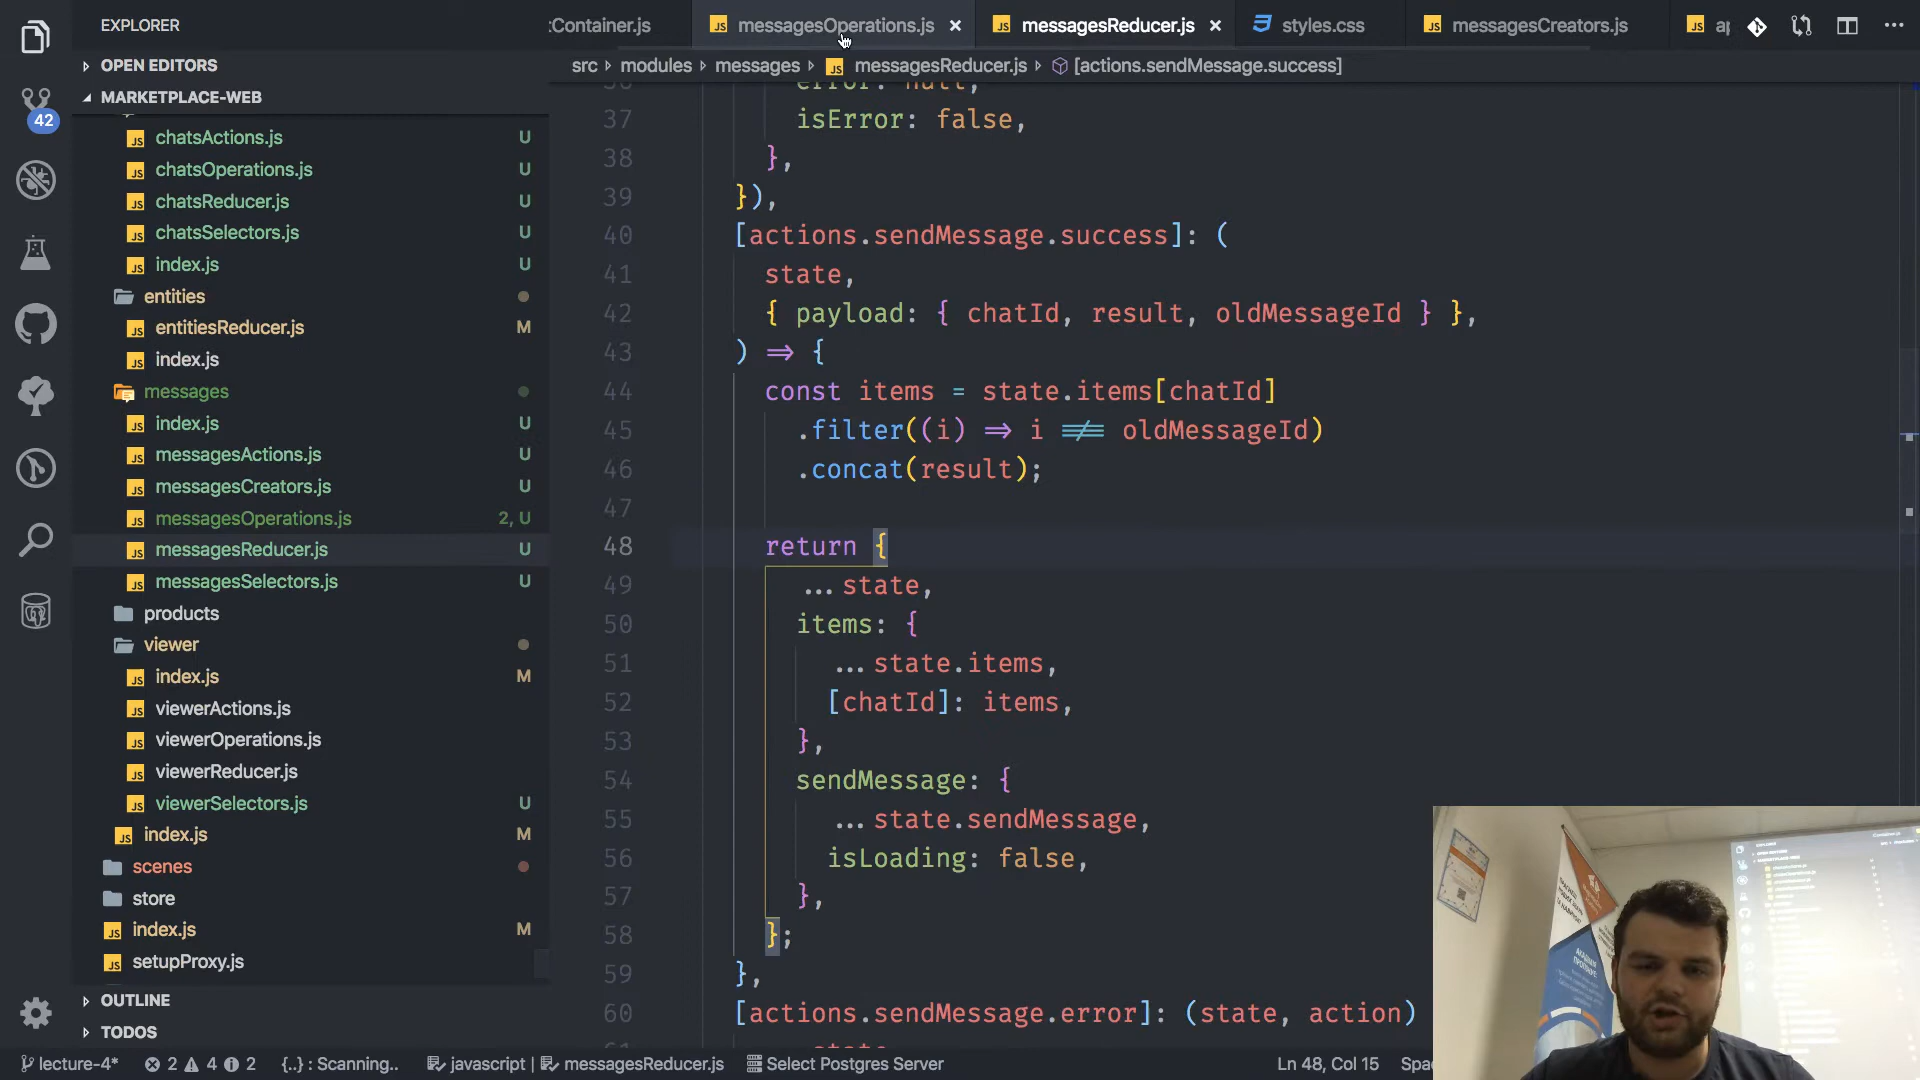 EXPLORER
:Container.js
messagesOperations.js
messagesReducer.js
styles.css
messagesCreators.js
OPEN EDITORS
src › modules › messages › messagesReducer.js › [actions.sendMessage.success]
MARKETPLACE-WEB
42
chatsActions.js U
chatsOperations.js U
chatsReducer.js U
chatsSelectors.js U
index.js U
entities
entitiesReducer.js M
index.js
messages
index.js U
messagesActions.js U
messagesCreators.js U
messagesOperations.js 2, U
messagesReducer.js U
messagesSelectors.js U
products
viewer
index.js M
viewerActions.js
viewerOperations.js
viewerReducer.js
viewerSelectors.js U
index.js M
scenes
store
index.js M
setupProxy.js
OUTLINE
TODOS
36 error: null,
37 isError: false,
38 },
39 }),
40 [actions.sendMessage.success]: (
41 state,
42 { payload: { chatId, result, oldMessageId } },
43 ) => {
44 const items = state.items[chatId]
45 .filter((i) => i !== oldMessageId)
46 .concat(result);
47
48 return {
49 ...state,
50 items: {
51 ...state.items,
52 [chatId]: items,
53 },
54 sendMessage: {
55 ...state.sendMessage,
56 isLoading: false,
57 },
58 };
59 },
60 [actions.sendMessage.error]: (state, action)
lecture-4* 2 4 2 {..} : Scanning.. javascript | messagesReducer.js Select Postgres Server Ln 48, Col 15